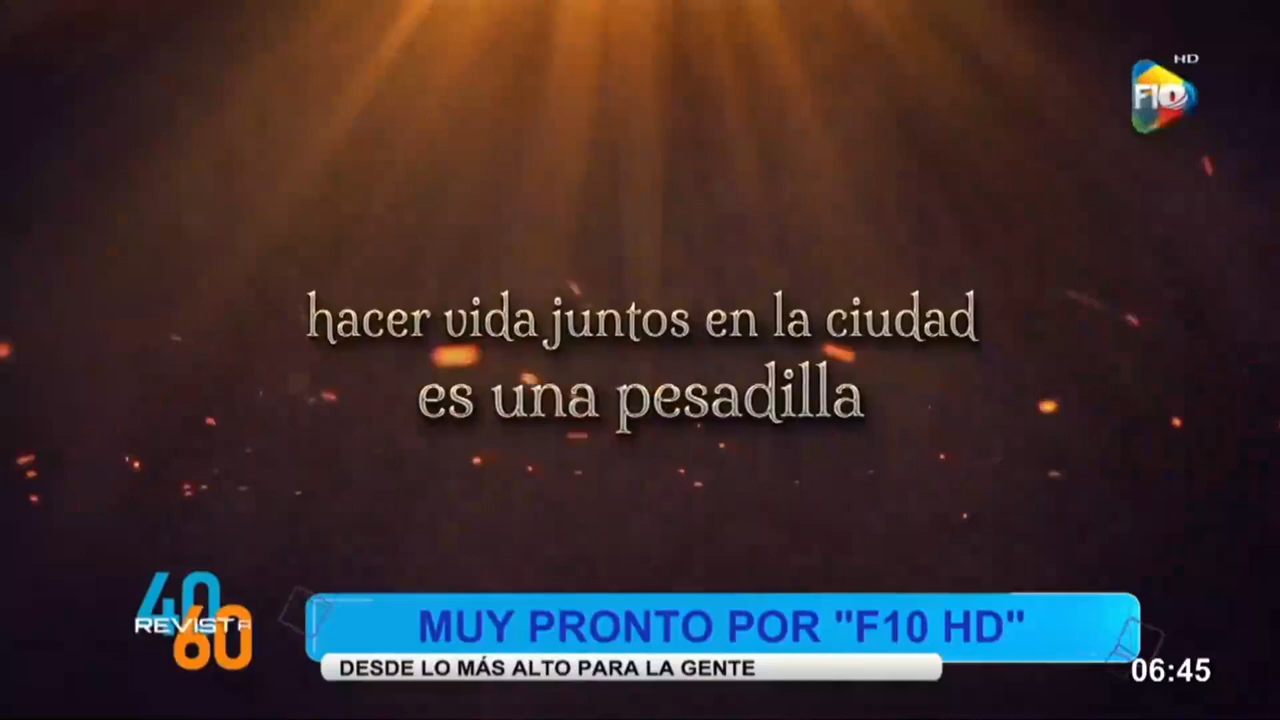 HD
F10
hacer vida juntos en la ciudad
es una pesadilla
40
REVISTA
60
MUY PRONTO POR "F10 HD"
DESDE LO MÁS ALTO PARA LA GENTE
06:45